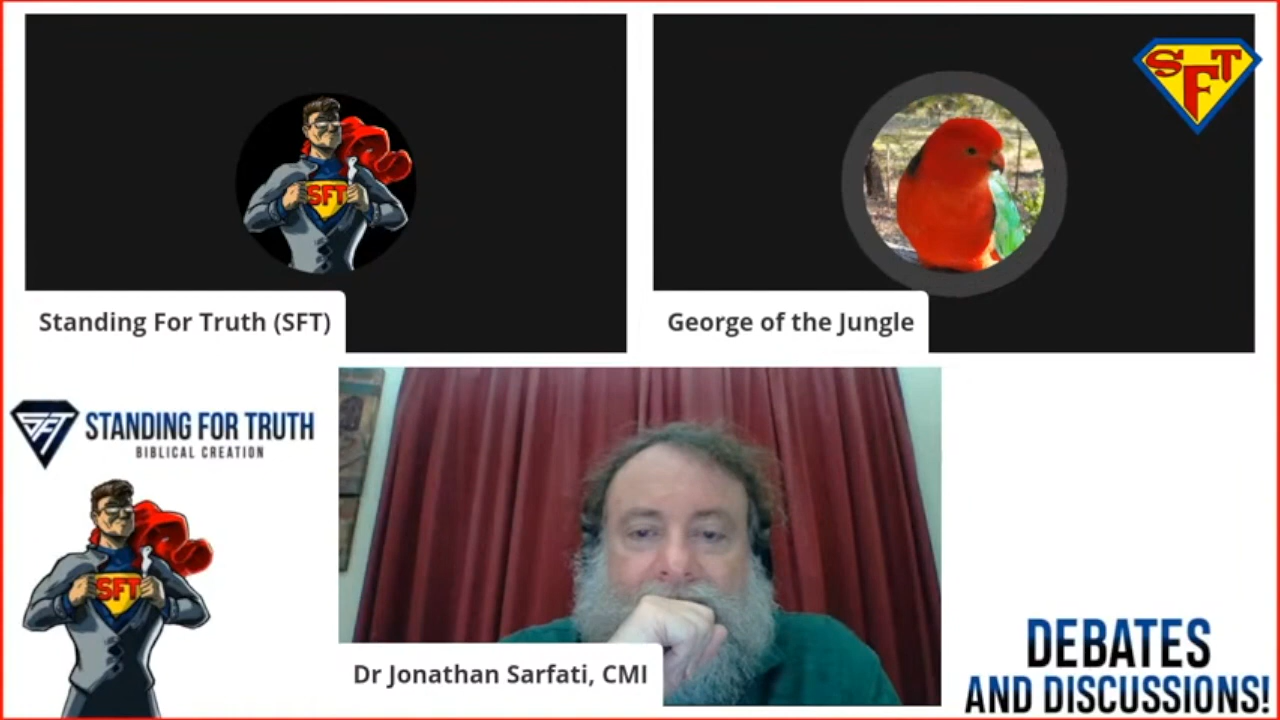 SFT
SFT
Standing For Truth (SFT)
George of the Jungle
SFT
STANDING FOR TRUTH
BIBLICAL CREATION
SFT
Dr Jonathan Sarfati, CMI
DEBATES
AND DISCUSSIONS!